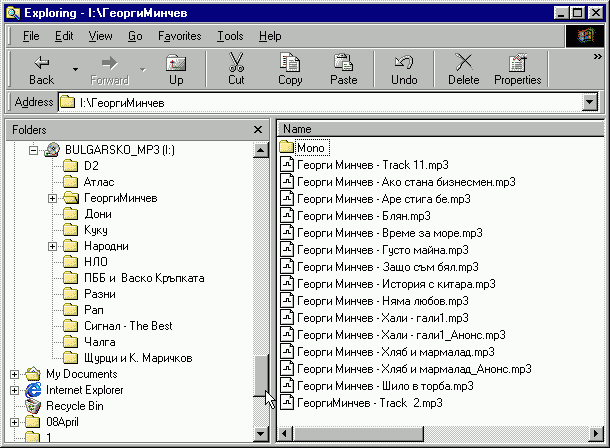 Exploring - I:\ГеоргиМинчев
File Edit View Go Favorites Tools Help
Back Forward Up Cut Copy Paste Undo Delete Properties »
Address I:\ГеоргиМинчев
Folders
BULGARSKO_MP3 (I:)
D2
Атлас
ГеоргиМинчев
Дони
Куку
Народни
НЛО
ПББ и Васко Кръпката
Разни
Рап
Сигнал - The Best
Чалга
Щурци и К. Маричков
My Documents
Internet Explorer
Recycle Bin
08April
1
Name
Mono
Георги Минчев - Track 11.mp3
Георги Минчев - Ако стана бизнесмен.mp3
Георги Минчев - Аре стига бе.mp3
Георги Минчев - Блян.mp3
Георги Минчев - Време за море.mp3
Георги Минчев - Густо майна.mp3
Георги Минчев - Защо съм бял.mp3
Георги Минчев - История с китара.mp3
Георги Минчев - Няма любов.mp3
Георги Минчев - Хали - гали1.mp3
Георги Минчев - Хали - гали1_Анонс.mp3
Георги Минчев - Хляб и мармалад.mp3
Георги Минчев - Хляб и мармалад_Анонс.mp3
Георги Минчев - Шило в торба.mp3
ГеоргиМинчев - Track 2.mp3